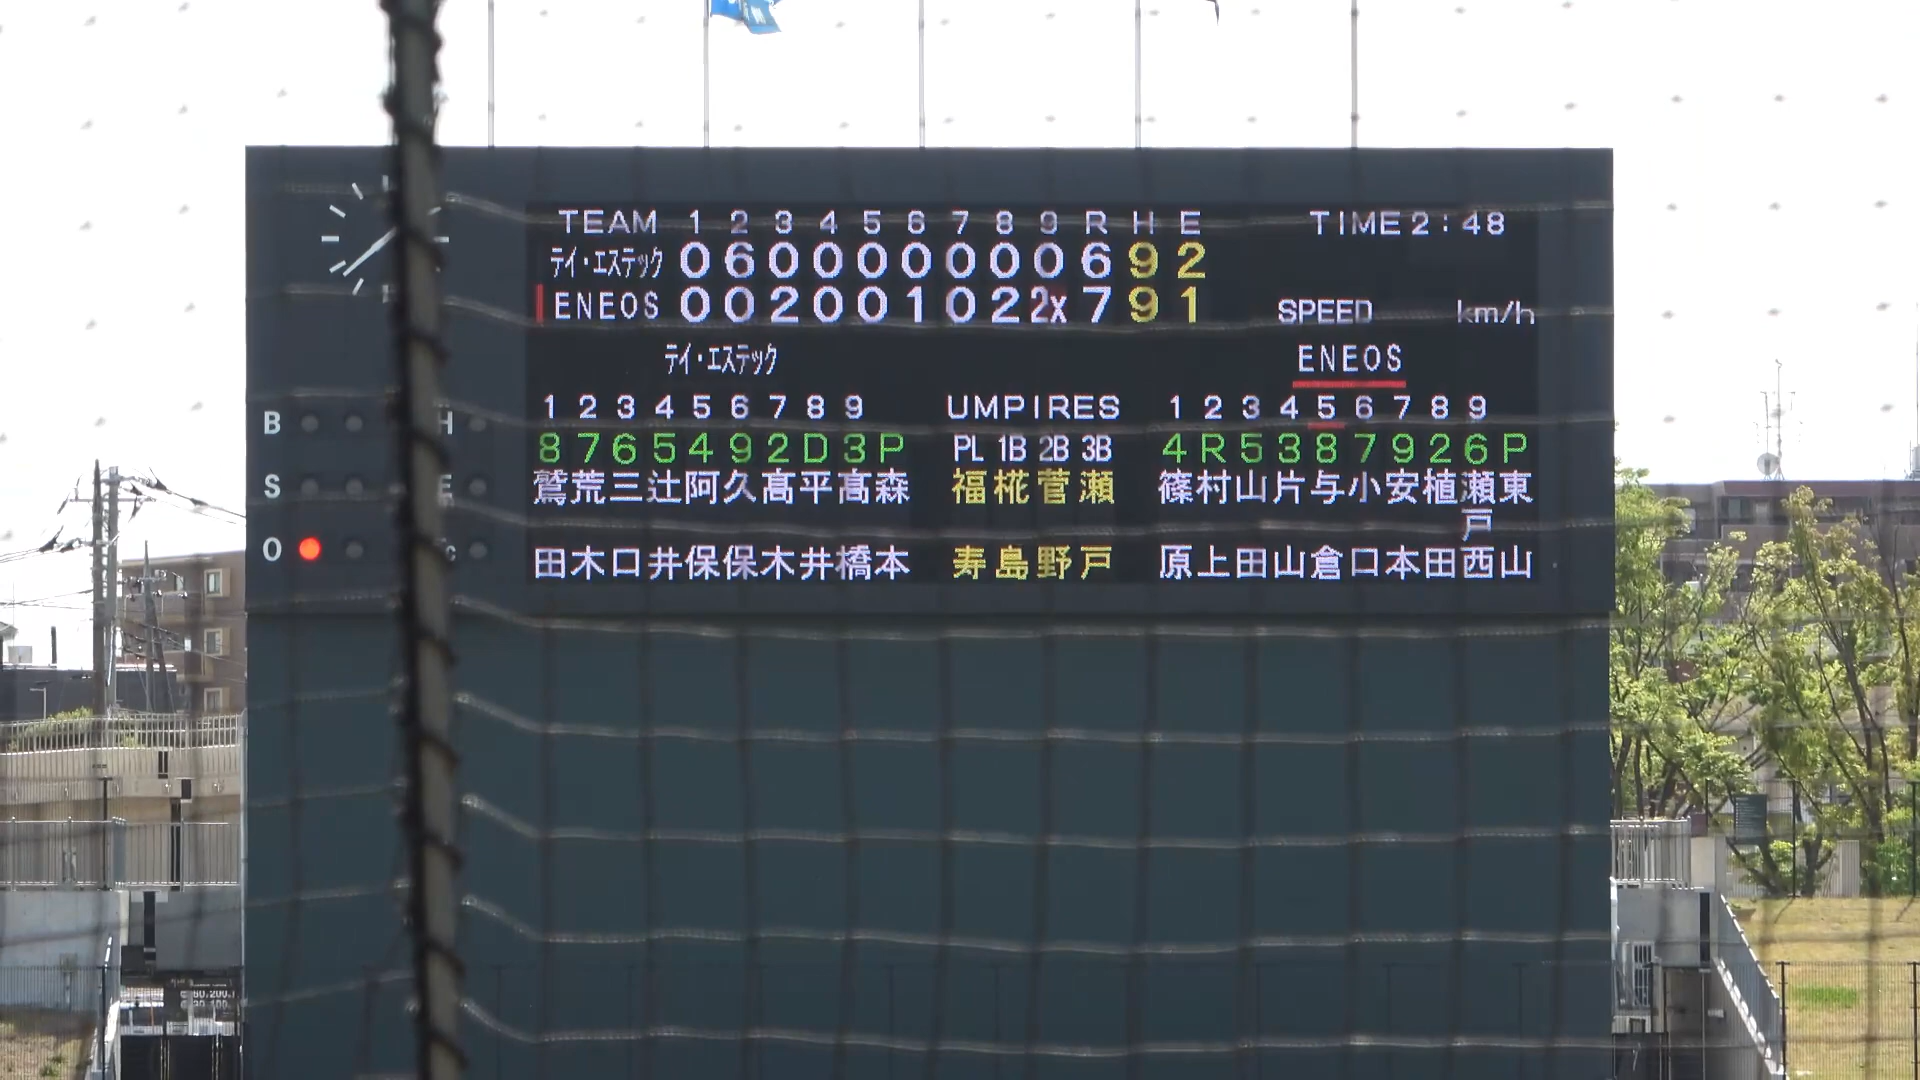 TEAM 1 2 3 4 5 6 7 8 9 R H E TIME 2:48
テイ・エステック 0 6 0 0 0 0 0 0 0 6 9 2
ENEOS 0 0 2 0 0 1 0 2 2x 7 9 1 SPEED km/h
テイ・エステック ENEOS
1 2 3 4 5 6 7 8 9 UMPIRES 1 2 3 4 5 6 7 8 9
8 7 6 5 4 9 2 D 3 P PL 1B 2B 3B 4 R 5 3 8 7 9 2 6 P
鷲田 荒木 三口 辻井 阿保 久保 髙木 平井 髙橋 森本 福寿 椛島 菅野 瀬戸 篠原 村上 山田 片山 与倉 小口 安本 植田 瀬戸西 東山
B H
S E
O